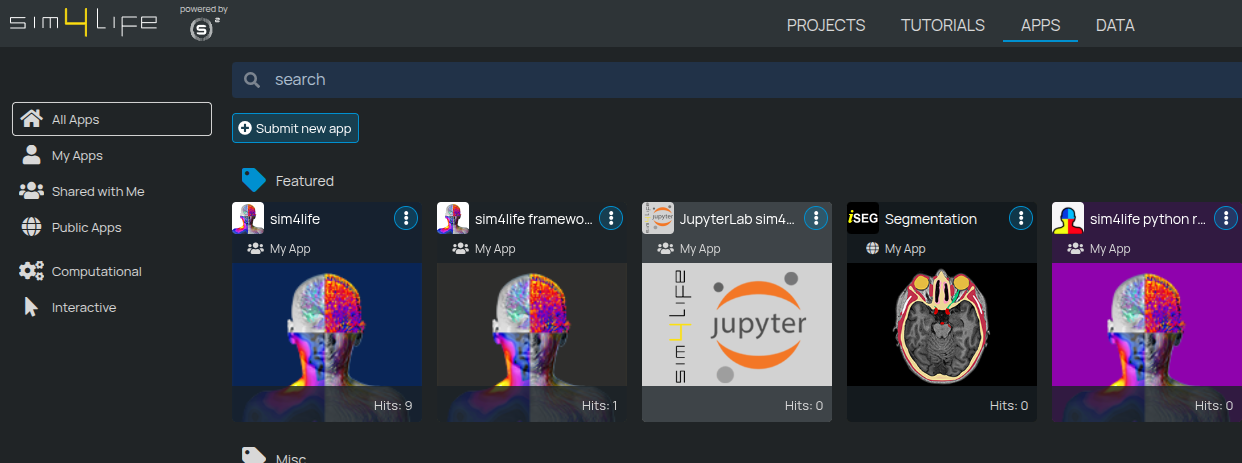 sim4life
powered by
S 2
PROJECTS TUTORIALS APPS DATA
search
All Apps
My Apps
Shared with Me
Public Apps
Computational
Interactive
Submit new app
Featured
sim4life
My App
Hits: 9
sim4life framewo...
My App
Hits: 1
JupyterLab sim4...
My App
sim4life
jupyter
Hits: 0
iSEG
Segmentation
My App
Hits: 0
sim4life python r...
My App
Hits: 0
Misc